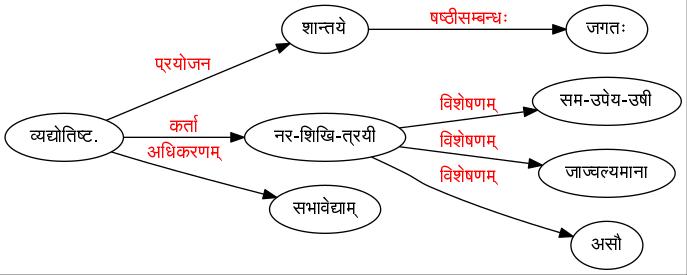 शान्तये
षष्ठीसम्बन्धः
जगतः
प्रयोजन
विशेषणम्
सम-उपेय-उषी
व्यद्योतिष्ट.
कर्ता
नर-शिखि-त्रयी
विशेषणम्
अधिकरणम्
विशेषणम्
जाज्वल्यमाना
सभावेद्याम्
असौ